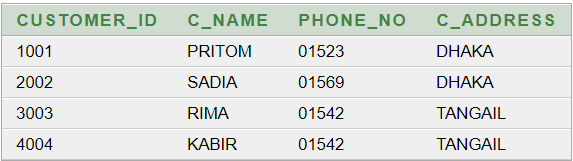 CUSTOMER_ID C_NAME PHONE_NO C_ADDRESS
1001 PRITOM 01523 DHAKA
2002 SADIA 01569 DHAKA
3003 RIMA 01542 TANGAIL
4004 KABIR 01542 TANGAIL